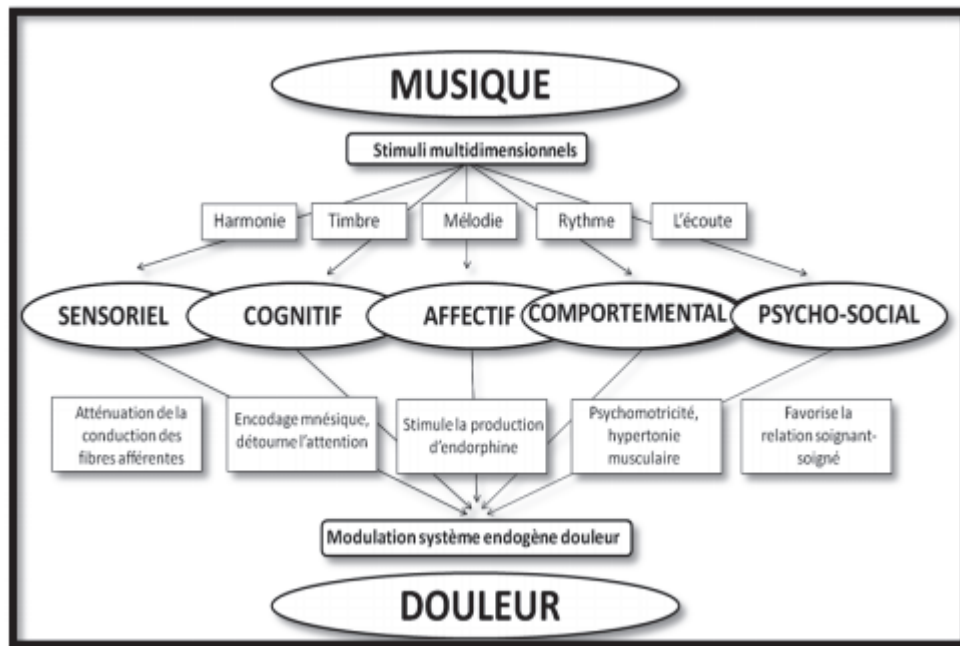 MUSIQUE
Stimuli multidimensionnels
Harmonie
Timbre
Mélodie
Rythme
L'écoute
SENSORIEL
COGNITIF
AFFECTIF
COMPORTEMENTAL
PSYCHO-SOCIAL
Atténuation de la
conduction des
fibres afférentes
Encodage mnésique,
détourne l'attention
Stimule la production
d'endorphine
Psychomotricité,
hypertonie
musculaire
Favorise la
relation soignant-
soigné
Modulation système endogène douleur
DOULEUR